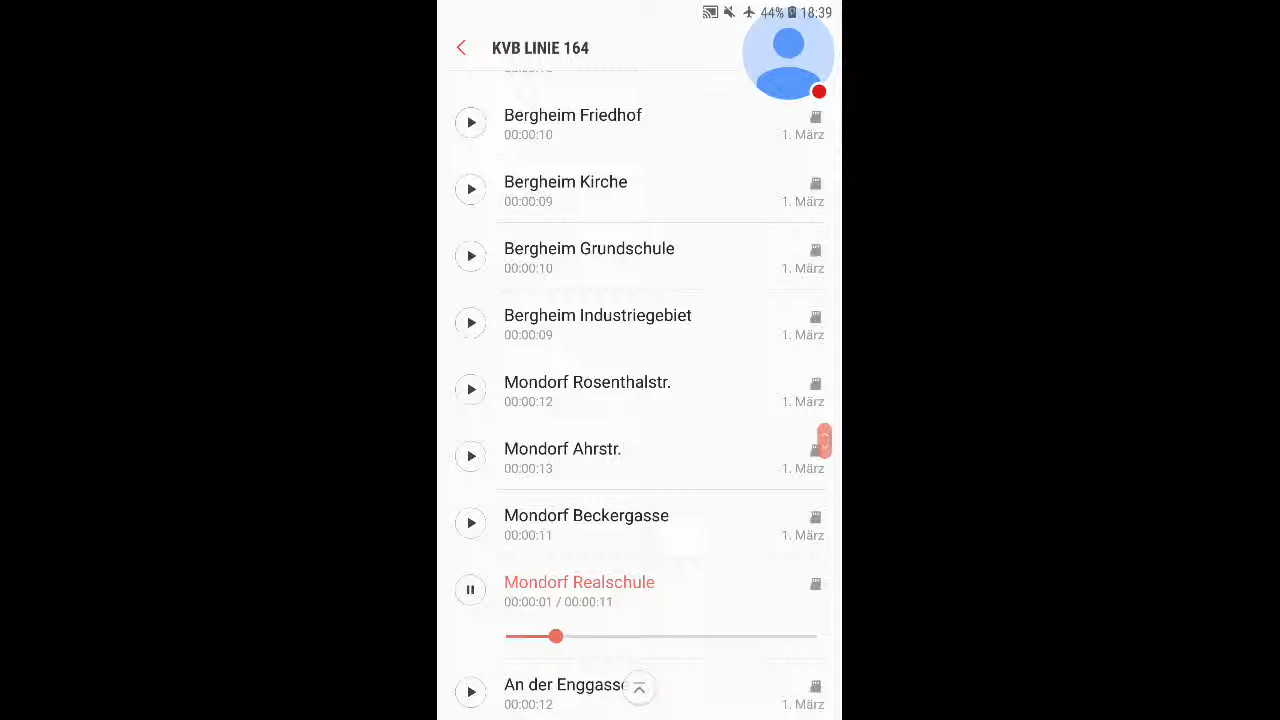 44% 18:39
KVB LINIE 164
Bergheim Friedhof
00:00:10 1. März
Bergheim Kirche
00:00:09 1. März
Bergheim Grundschule
00:00:10 1. März
Bergheim Industriegebiet
00:00:09 1. März
Mondorf Rosenthalstr.
00:00:12 1. März
Mondorf Ahrstr.
00:00:13 1. März
Mondorf Beckergasse
00:00:11 1. März
Mondorf Realschule
00:00:01 / 00:00:11
An der Enggasse
00:00:12 1. März